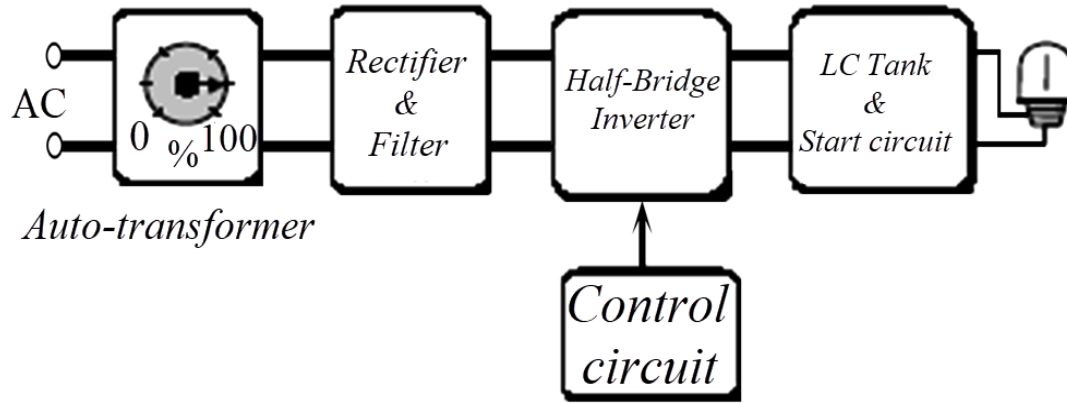 AC
0 % 100
Auto-transformer
Rectifier
&
Filter
Half-Bridge
Inverter
LC Tank
&
Start circuit
Control
circuit